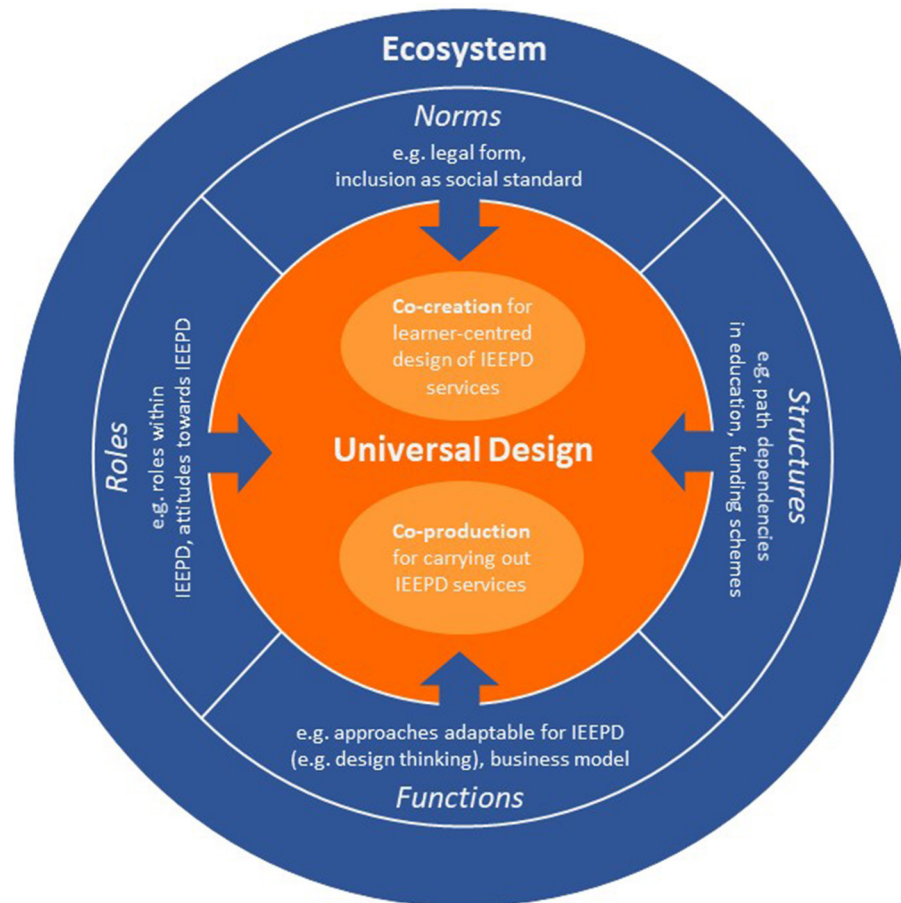 Ecosystem
Norms
e.g. legal form,
inclusion as social standard
Co-creation for
learner-centred
design of IEEPD
services
Roles
e.g. roles within
IEEPD, attitudes towards IEEPD
Universal Design
Structures
e.g. path dependencies
in education, funding schemes
Co-production
for carrying out
IEEPD services
e.g. approaches adaptable for IEEPD
(e.g. design thinking), business model
Functions